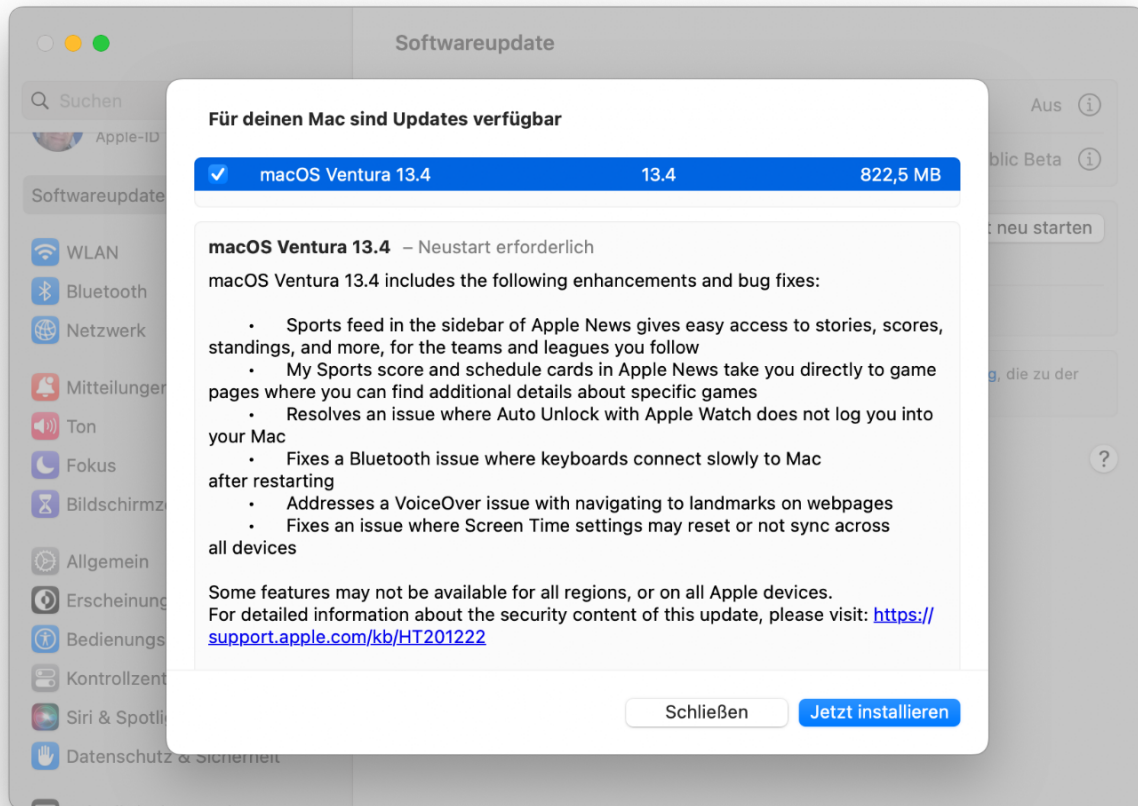 Softwareupdate
Suchen
Apple-ID
Aus
Für deinen Mac sind Updates verfügbar
blic Beta
macOS Ventura 13.4 13.4 822,5 MB
Softwareupdate
t neu starten
macOS Ventura 13.4 – Neustart erforderlich
WLAN
macOS Ventura 13.4 includes the following enhancements and bug fixes:
Bluetooth
• Sports feed in the sidebar of Apple News gives easy access to stories, scores,
Netzwerk
standings, and more, for the teams and leagues you follow
• My Sports score and schedule cards in Apple News take you directly to game
g, die zu der
Mitteilunger
pages where you can find additional details about specific games
• Resolves an issue where Auto Unlock with Apple Watch does not log you into
Ton
your Mac
• Fixes a Bluetooth issue where keyboards connect slowly to Mac
?
Fokus
after restarting
• Addresses a VoiceOver issue with navigating to landmarks on webpages
Bildschirmz
• Fixes an issue where Screen Time settings may reset or not sync across
all devices
Allgemein
Some features may not be available for all regions, or on all Apple devices.
Erscheinung
For detailed information about the security content of this update, please visit: https://
support.apple.com/kb/HT201222
Bedienungs
Kontrollzent
Siri & Spotli
Schließen Jetzt installieren
Datenschutz & Sicherheit